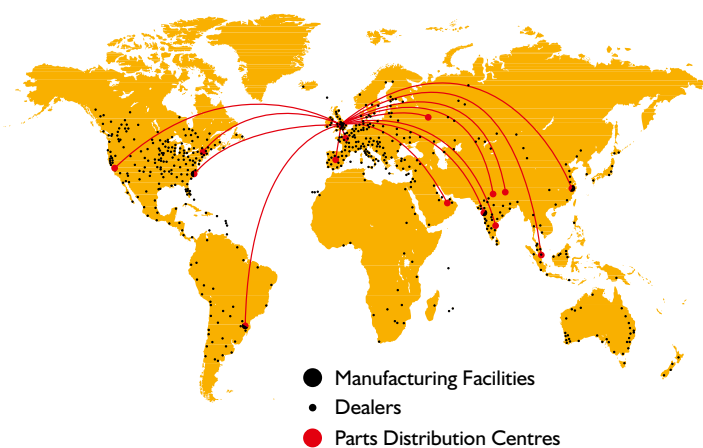 Manufacturing Facilities
Dealers
Parts Distribution Centres